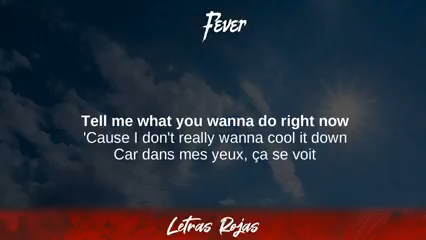 Fever
Tell me what you wanna do right now
'Cause I don't really wanna cool it down
Car dans mes yeux, ça se voit
Letras Rojas